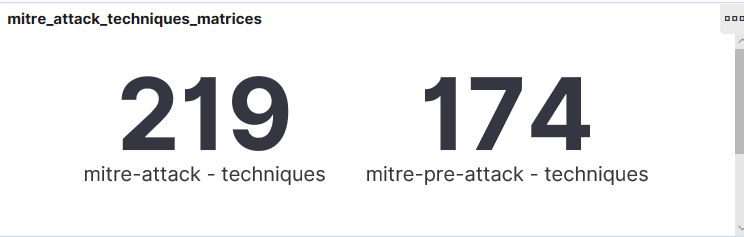 mitre_attack_techniques_matrices
219 174
mitre-attack - techniques mitre-pre-attack - techniques